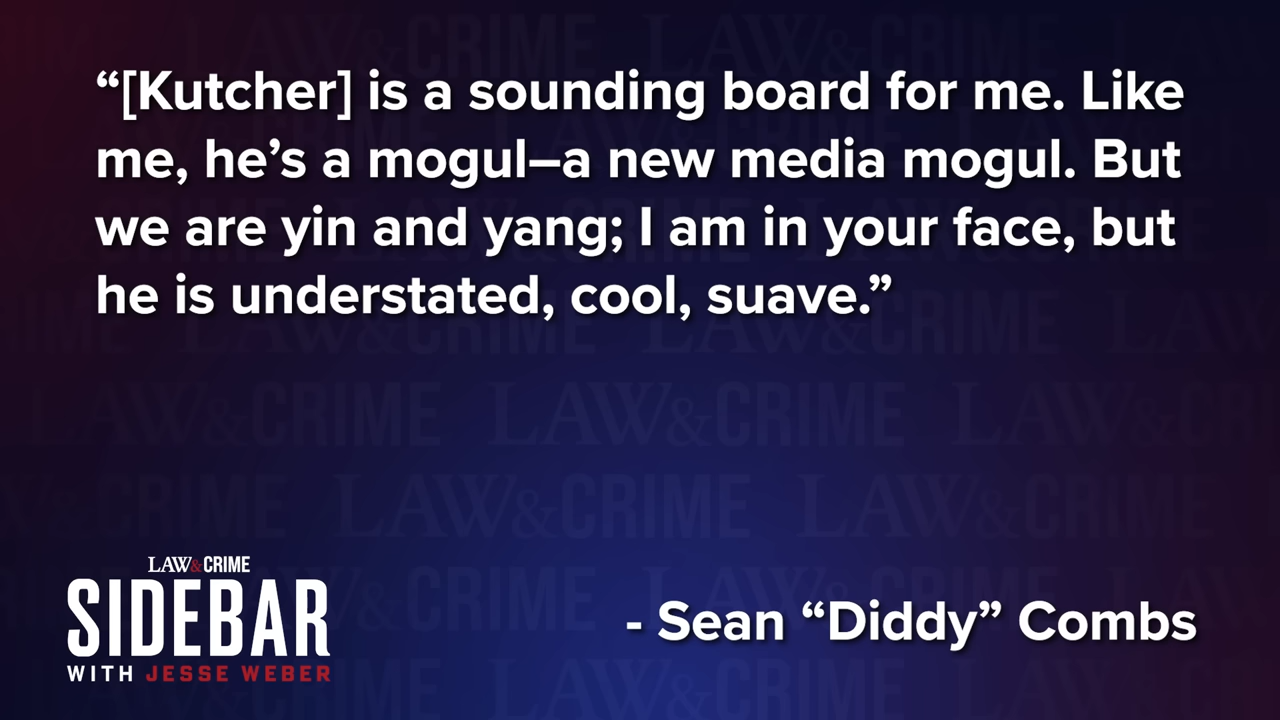 “[Kutcher] is a sounding board for me. Like
me, he’s a mogul–a new media mogul. But
we are yin and yang; I am in your face, but
he is understated, cool, suave.”
LAW&CRIME
SIDEBAR
WITH JESSE WEBER
- Sean “Diddy” Combs